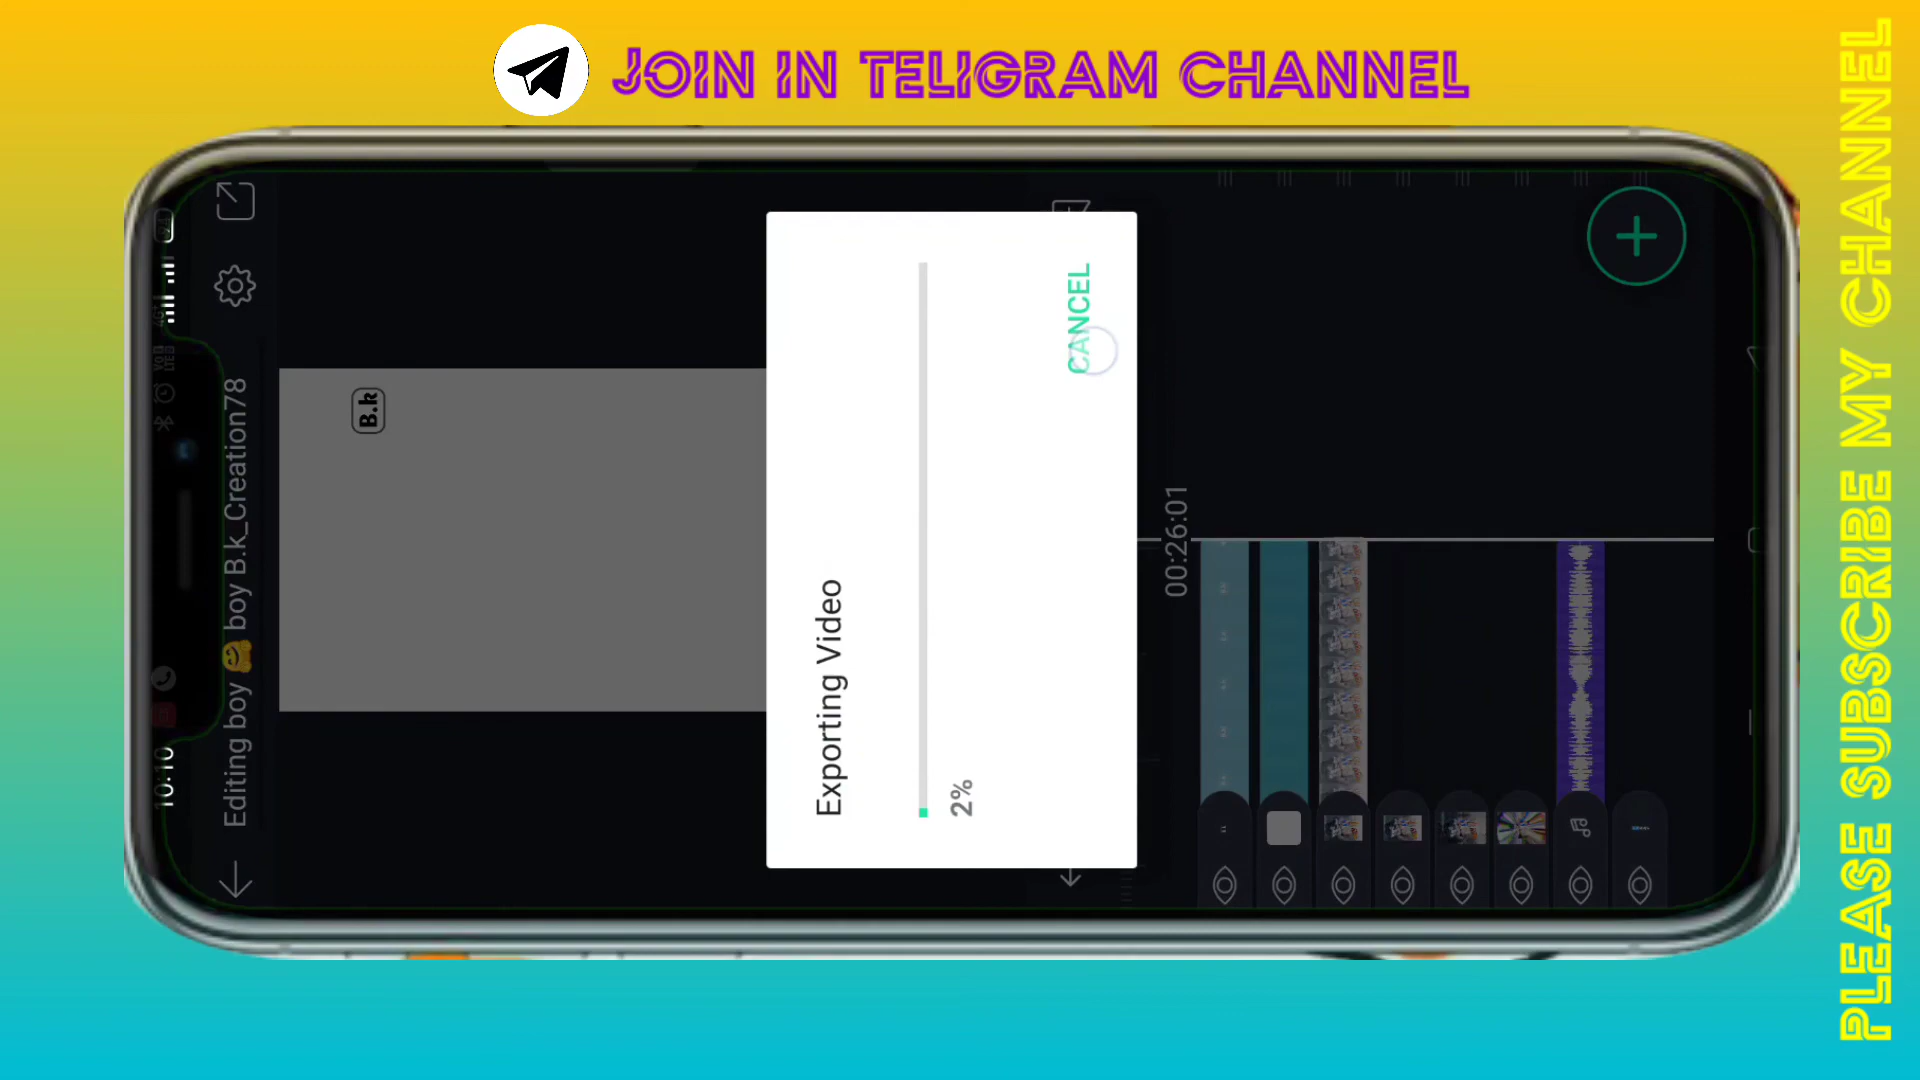 JOIN IN TELIGRAM CHANNEL
PLEASE SUBSCRIBE MY CHANNEL
10:10
Editing boy 🤗 boy B.k_Creation78
B.k
Exporting Video
2%
CANCEL
00:26:01